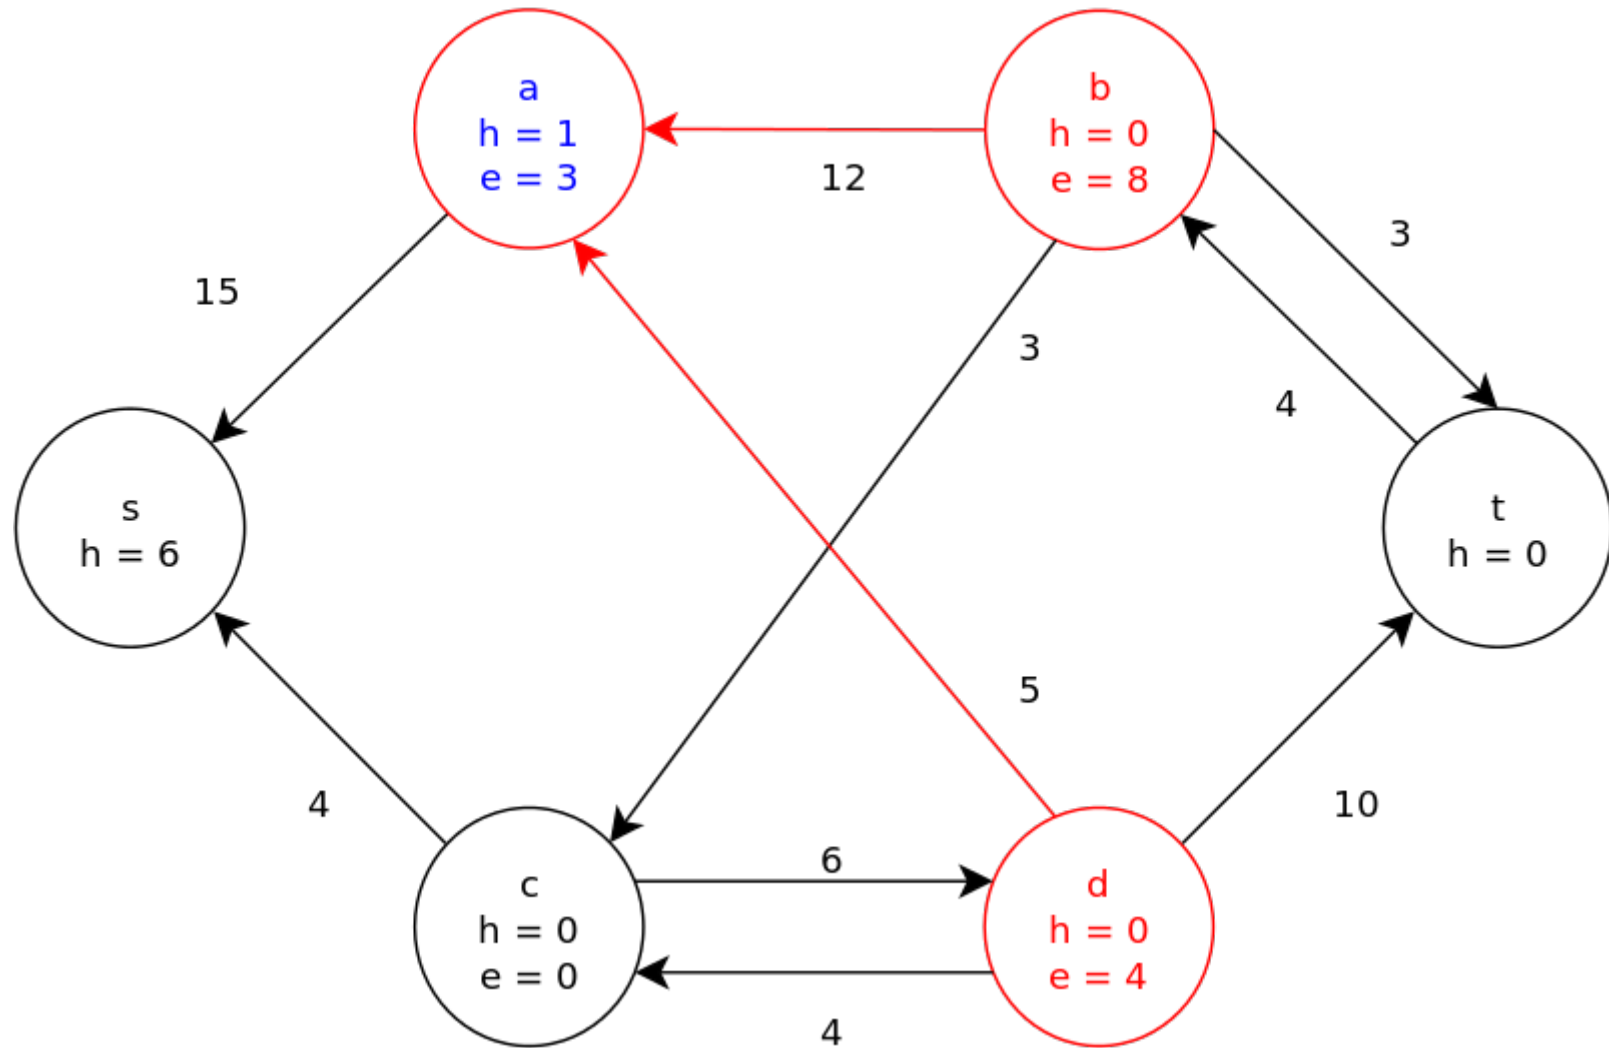 a
h = 1
e = 3
b
h = 0
e = 8
12
3
15
3
4
s
h = 6
t
h = 0
5
4
10
6
c
h = 0
e = 0
d
h = 0
e = 4
4